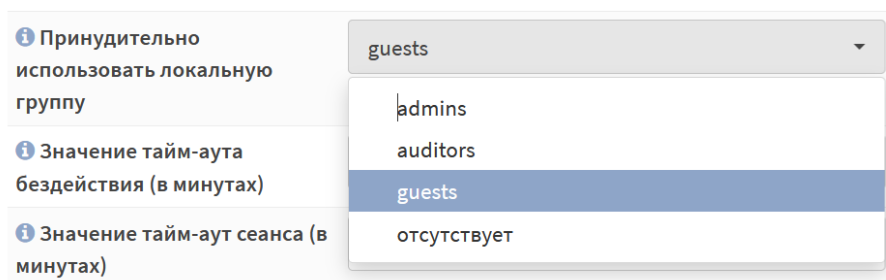 Принудительно
использовать локальную
группу
guests
admins
auditors
guests
отсутствует
Значение тайм-аута
бездействия (в минутах)
Значение тайм-аут сеанса (в
минутах)